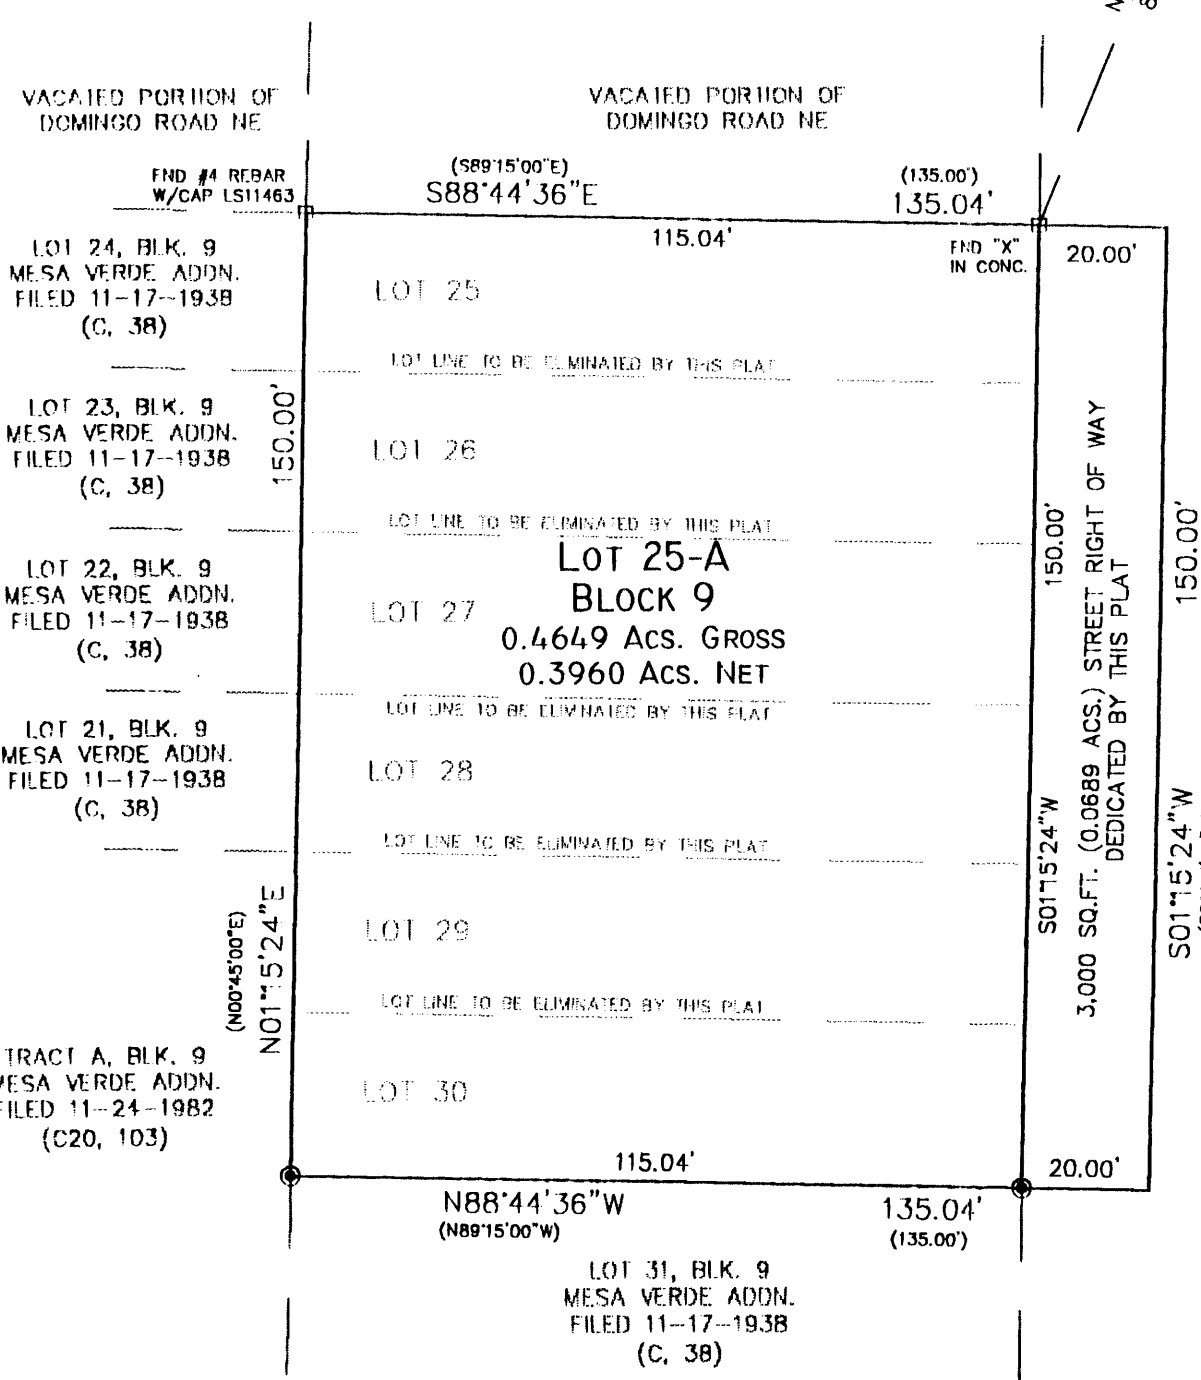 VACATED PORTION OF
DOMINGO ROAD NE
VACATED PORTION OF
DOMINGO ROAD NE
FND #4 REBAR
W/CAP LS11463
(S89°15'00"E)
S88°44'36"E
(135.00')
135.04'
115.04'
FND "X"
IN CONC.
20.00'
LOT 24, BLK. 9
MESA VERDE ADDN.
FILED 11-17-1938
(C, 38)
LOT 25
LOT LINE TO BE ELIMINATED BY THIS PLAT
LOT 23, BLK. 9
MESA VERDE ADDN.
FILED 11-17-1938
(C, 38)
150.00'
LOT 26
LOT LINE TO BE ELIMINATED BY THIS PLAT
LOT 25-A
BLOCK 9
0.4649 ACS. GROSS
0.3960 ACS. NET
LOT 22, BLK. 9
MESA VERDE ADDN.
FILED 11-17-1938
(C, 38)
LOT 27
LOT LINE TO BE ELIMINATED BY THIS PLAT
LOT 21, BLK. 9
MESA VERDE ADDN.
FILED 11-17-1938
(C, 38)
LOT 28
LOT LINE TO BE ELIMINATED BY THIS PLAT
(N00°45'00"E)
N01°15'24"E
LOT 29
LOT LINE TO BE ELIMINATED BY THIS PLAT
TRACT A, BLK. 9
MESA VERDE ADDN.
FILED 11-24-1982
(C20, 103)
LOT 30
150.00'
S01°15'24"W
3,000 SQ.FT. (0.0689 ACS.) STREET RIGHT OF WAY
DEDICATED BY THIS PLAT
150.00'
S01°15'24"W
115.04'
20.00'
N88°44'36"W
(N89°15'00"W)
135.04'
(135.00')
LOT 31, BLK. 9
MESA VERDE ADDN.
FILED 11-17-1938
(C, 38)